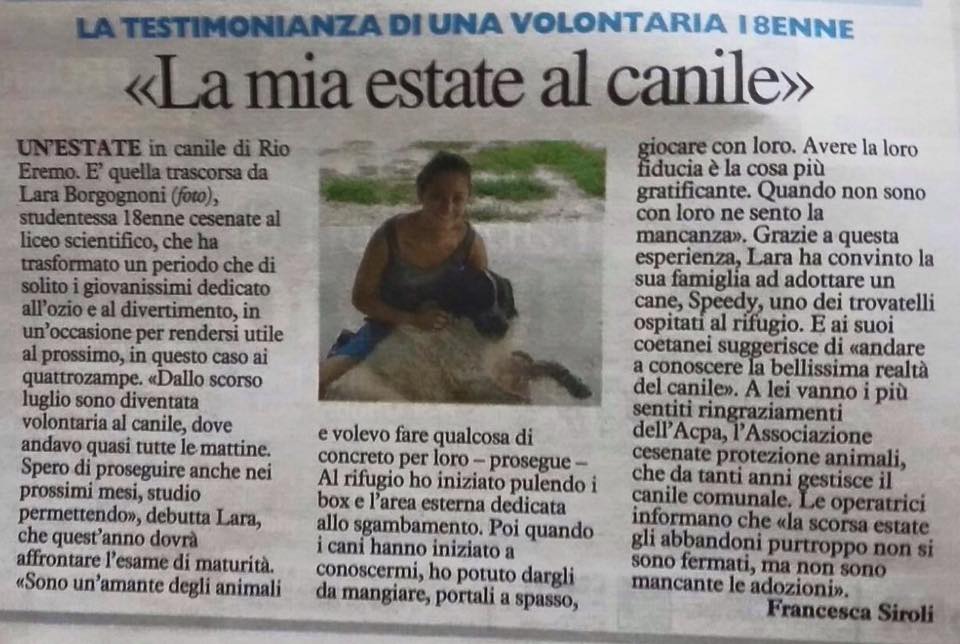 LA TESTIMONIANZA DI UNA VOLONTARIA 18ENNE
«La mia estate al canile»
UN'ESTATE in canile di Rio
Eremo. E' quella trascorsa da
Lara Borgognoni (foto),
studentessa 18enne cesenate al
liceo scientifico, che ha
trasformato un periodo che di
solito i giovanissimi dedicato
all'ozio e al divertimento, in
un'occasione per rendersi utile
al prossimo, in questo caso ai
quattrozampe. «Dallo scorso
luglio sono diventata
volontaria al canile, dove
andavo quasi tutte le mattine.
Spero di proseguire anche nei
prossimi mesi, studio
permettendo», debutta Lara,
che quest'anno dovrà
affrontare l'esame di maturità.
«Sono un'amante degli animali
e volevo fare qualcosa di
concreto per loro – prosegue –
Al rifugio ho iniziato pulendo i
box e l'area esterna dedicata
allo sgambamento. Poi quando
i cani hanno iniziato a
conoscermi, ho potuto dargli
da mangiare, portali a spasso,
giocare con loro. Avere la loro
fiducia è la cosa più
gratificante. Quando non sono
con loro ne sento la
mancanza». Grazie a questa
esperienza, Lara ha convinto la
sua famiglia ad adottare un
cane, Speedy, uno dei trovatelli
ospitati al rifugio. E ai suoi
coetanei suggerisce di «andare
a conoscere la bellissima realtà
del canile». A lei vanno i più
sentiti ringraziamenti
dell'Acpa, l'Associazione
cesenate protezione animali,
che da tanti anni gestisce il
canile comunale. Le operatrici
informano che «la scorsa estate
gli abbandoni purtroppo non si
sono fermati, ma non sono
mancante le adozioni».
Francesca Siroli